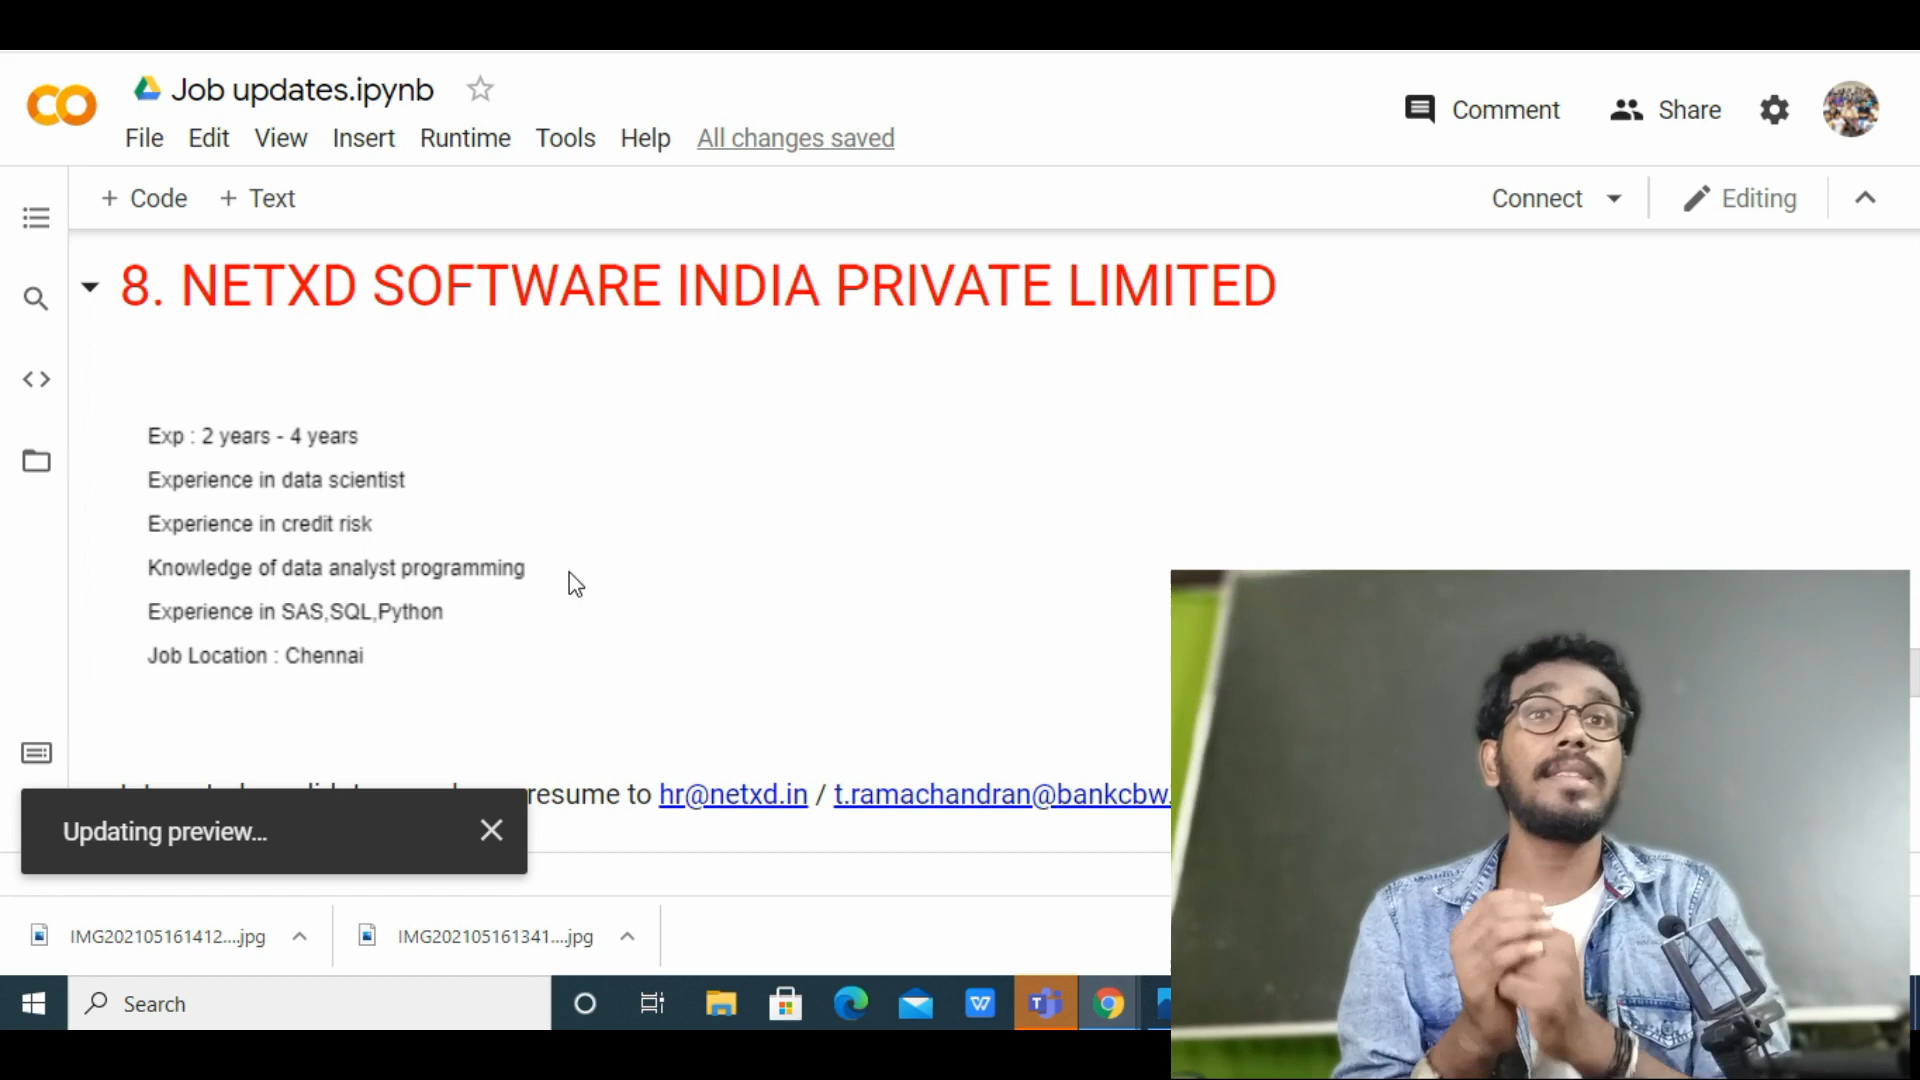 Job updates.ipynb
Comment
Share
File Edit View Insert Runtime Tools Help All changes saved
+ Code + Text
Connect
Editing
8. NETXD SOFTWARE INDIA PRIVATE LIMITED
Exp : 2 years - 4 years
Experience in data scientist
Experience in credit risk
Knowledge of data analyst programming
Experience in SAS,SQL,Python
Job Location : Chennai
resume to hr@netxd.in / t.ramachandran@bankcbw.
Updating preview...
IMG202105161412....jpg
IMG202105161341....jpg
Search